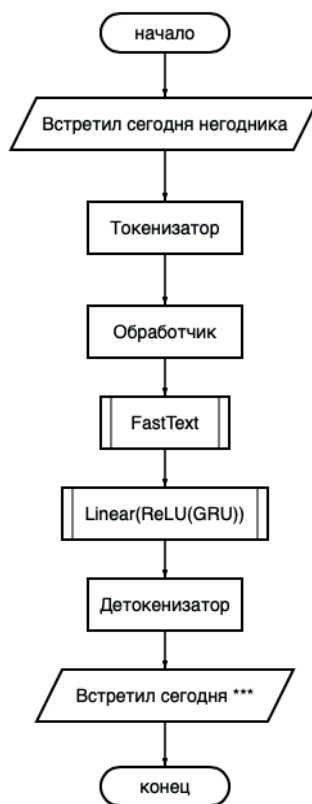 начало
Встретил сегодня негодника
Токенизатор
Обработчик
FastText
Linear(ReLU(GRU))
Детокенизатор
Встретил сегодня ***
конец